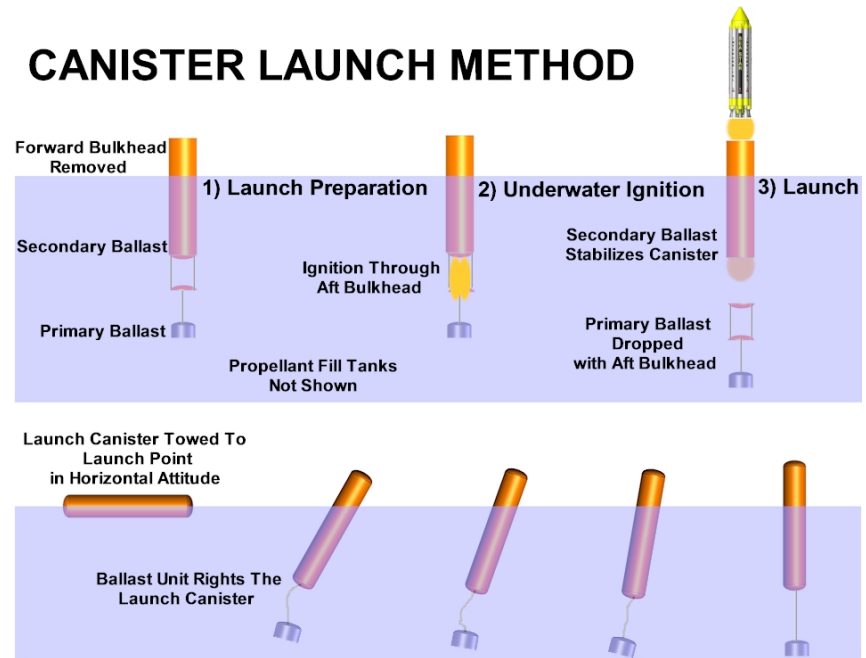 CANISTER LAUNCH METHOD
Forward Bulkhead
Removed
1) Launch Preparation
2) Underwater Ignition
3) Launch
Secondary Ballast
Ignition Through
Aft Bulkhead
Secondary Ballast
Stabilizes Canister
Primary Ballast
Primary Ballast
Dropped
with Aft Bulkhead
Propellant Fill Tanks
Not Shown
Launch Canister Towed To
Launch Point
in Horizontal Attitude
Ballast Unit Rights The
Launch Canister